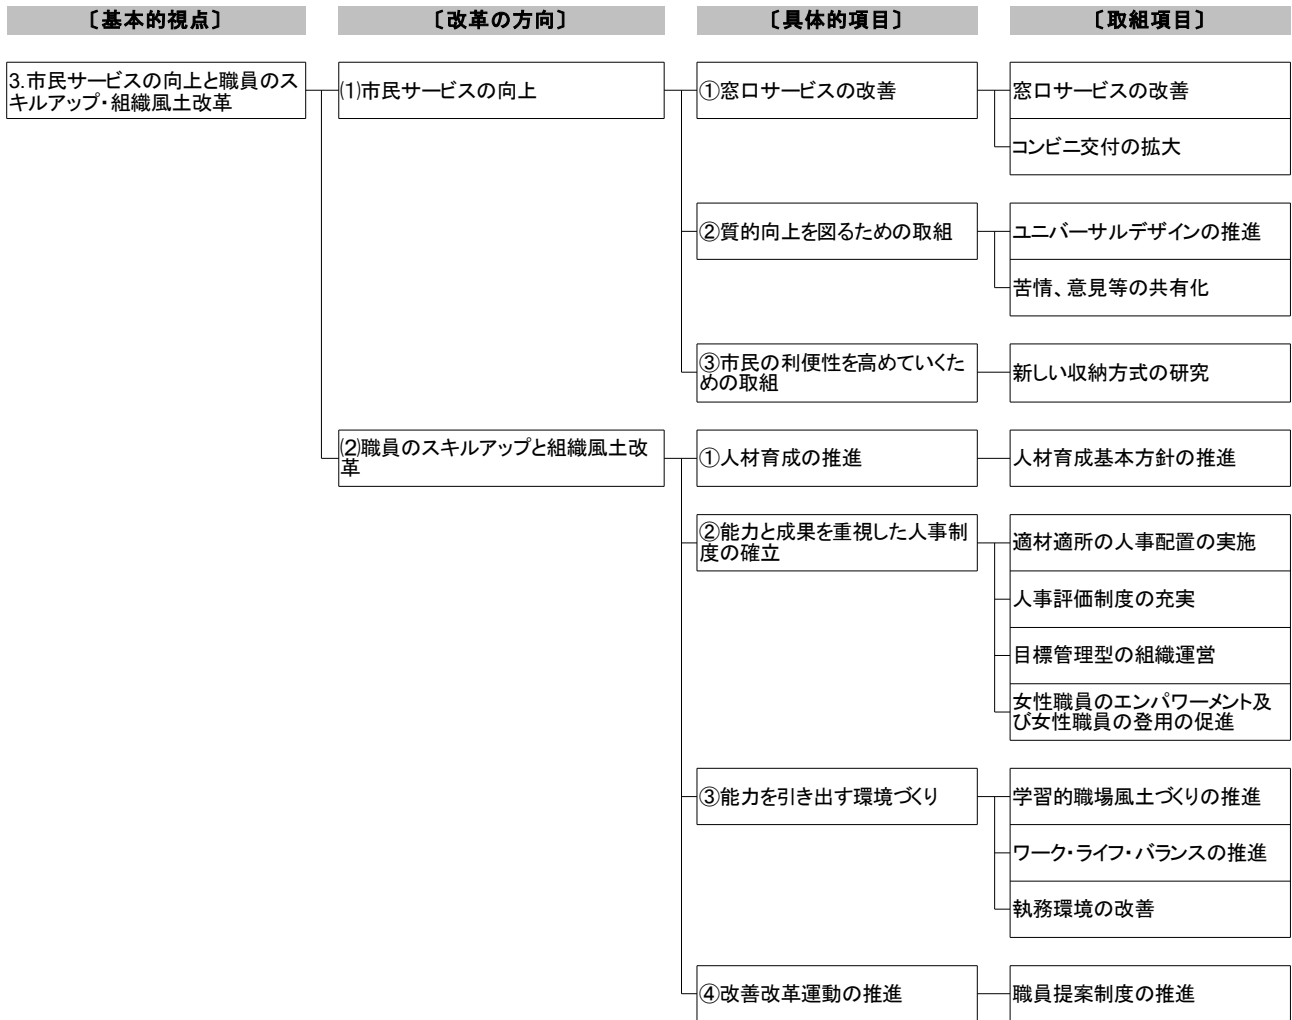 〔基本的視点〕
〔改革の方向〕
〔具体的項目〕
〔取組項目〕
3.市民サービスの向上と職員のス
キルアップ・組織風土改革
⑴市民サービスの向上
①窓口サービスの改善
窓口サービスの改善
コンビニ交付の拡大
②質的向上を図るための取組
ユニバーサルデザインの推進
苦情、意見等の共有化
③市民の利便性を高めていくた
めの取組
新しい収納方式の研究
⑵職員のスキルアップと組織風土改
革
①人材育成の推進
人材育成基本方針の推進
②能力と成果を重視した人事制
度の確立
適材適所の人事配置の実施
人事評価制度の充実
目標管理型の組織運営
女性職員のエンパワーメント及
び女性職員の登用の促進
③能力を引き出す環境づくり
学習的職場風土づくりの推進
ワーク・ライフ・バランスの推進
執務環境の改善
④改善改革運動の推進
職員提案制度の推進